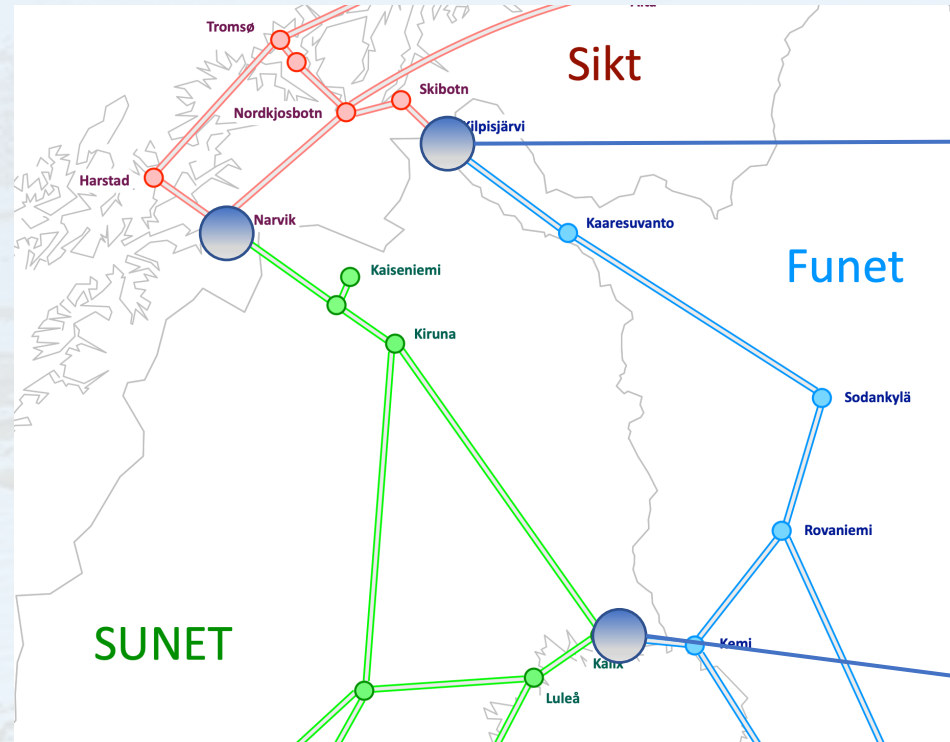 Tromsø
Sikt
Skibotn
Nordkjosbotn
Kilpisjärvi
Harstad
Narvik
Kaaresuvanto
Funet
Kaiseniemi
Kiruna
Sodankylä
Rovaniemi
SUNET
Kemi
Kalix
Luleå